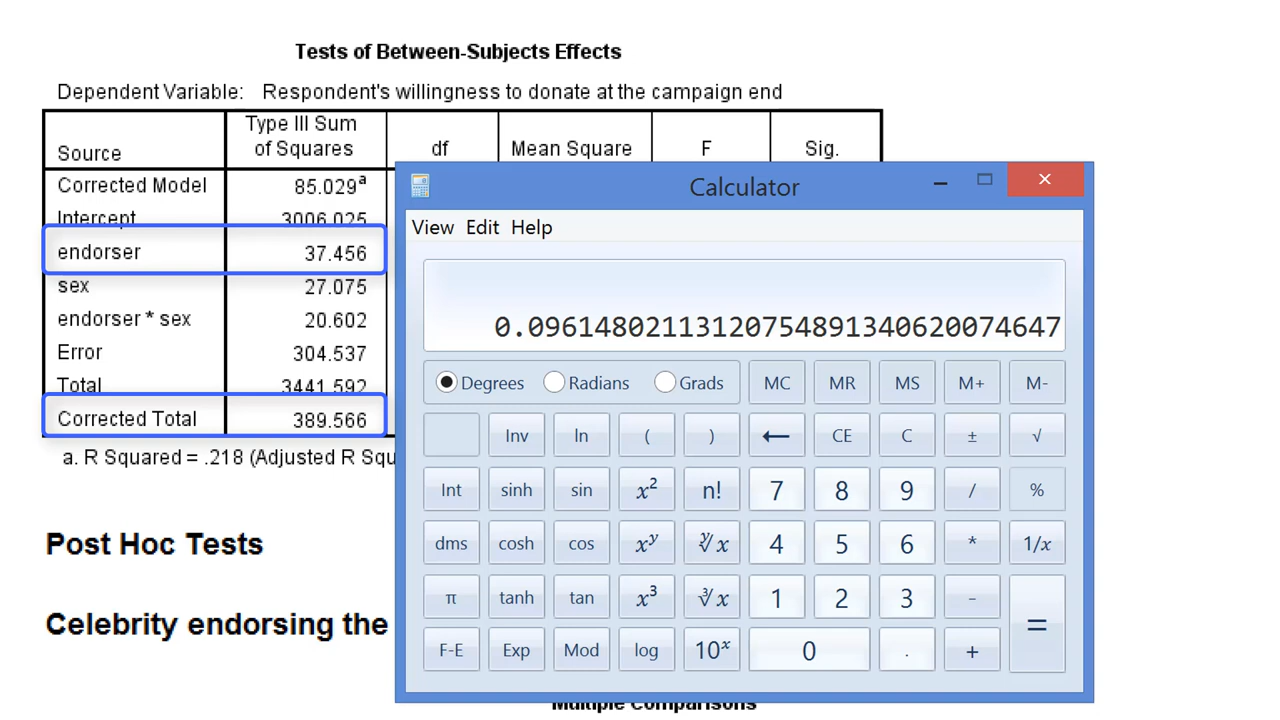 Tests of Between-Subjects Effects
Dependent Variable: Respondent's willingness to donate at the campaign end
Source Type III Sum of Squares df Mean Square F Sig.
Corrected Model 85.029a
Intercept 3006.025
endorser 37.456
sex 27.075
endorser * sex 20.602
Error 304.537
Total 3441.592
Corrected Total 389.566
a. R Squared = .218 (Adjusted R Squ
Post Hoc Tests
Celebrity endorsing the
Calculator
View Edit Help
0.09614802113120754891340620074647
Degrees Radians Grads MC MR MS M+ M-
Inv ln ( ) ← CE C ± √
Int sinh sin x² n! 7 8 9 / %
dms cosh cos xʸ ʸ√x 4 5 6 * 1/x
π tanh tan x³ ³√x 1 2 3 - =
F-E Exp Mod log 10ˣ 0 . +
Multiple Comparisons